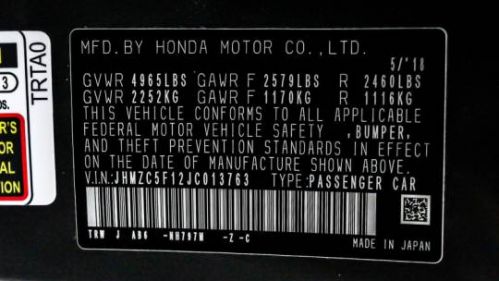 MFD.BY HONDA MOTOR CO.,LTD.
5/'18
GVWR 4965LBS GAWR F 2579LBS R 2460LBS
GVWR 2252KG GAWR F 1170KG R 1116KG
THIS VEHICLE CONFORMS TO ALL APPLICABLE
FEDERAL MOTOR VEHICLE SAFETY ,BUMPER,
AND THEFT PREVENTION STANDARDS IN EFFECT
ON THE DATE OF MANUFACTURE SHOWN ABOVE.
V.I.N:JHMZC5F12JC013763 TYPE:PASSENGER CAR
TRW J AB6 -NH797M -Z -C
MADE IN JAPAN
TRTA0
3